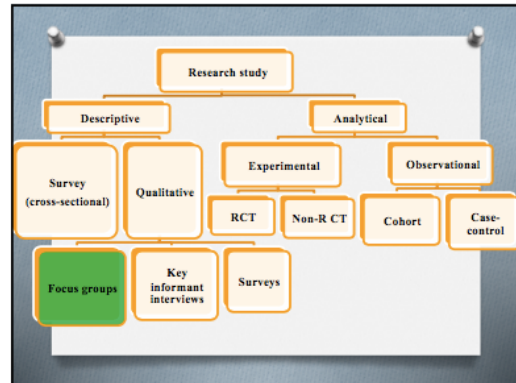 Research study
Descriptive
Analytical
Survey
(cross-sectional)
Qualitative
Experimental
Observational
RCT
Non-R CT
Cohort
Case-
control
Focus groups
Key
informant
interviews
Surveys